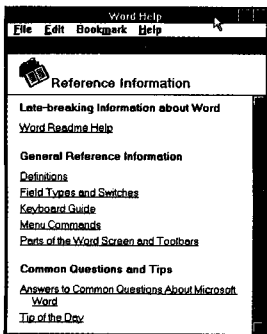 Word Help
File Edit Bookmark Help
Reference Information
Late-breaking Information about Word
Word Readme Help
General Reference Information
Definitions
Field Types and Switches
Keyboard Guide
Menu Commands
Parts of the Word Screen and Toolbars
Common Questions and Tips
Answers to Common Questions About Microsoft
Word
Tip of the Day